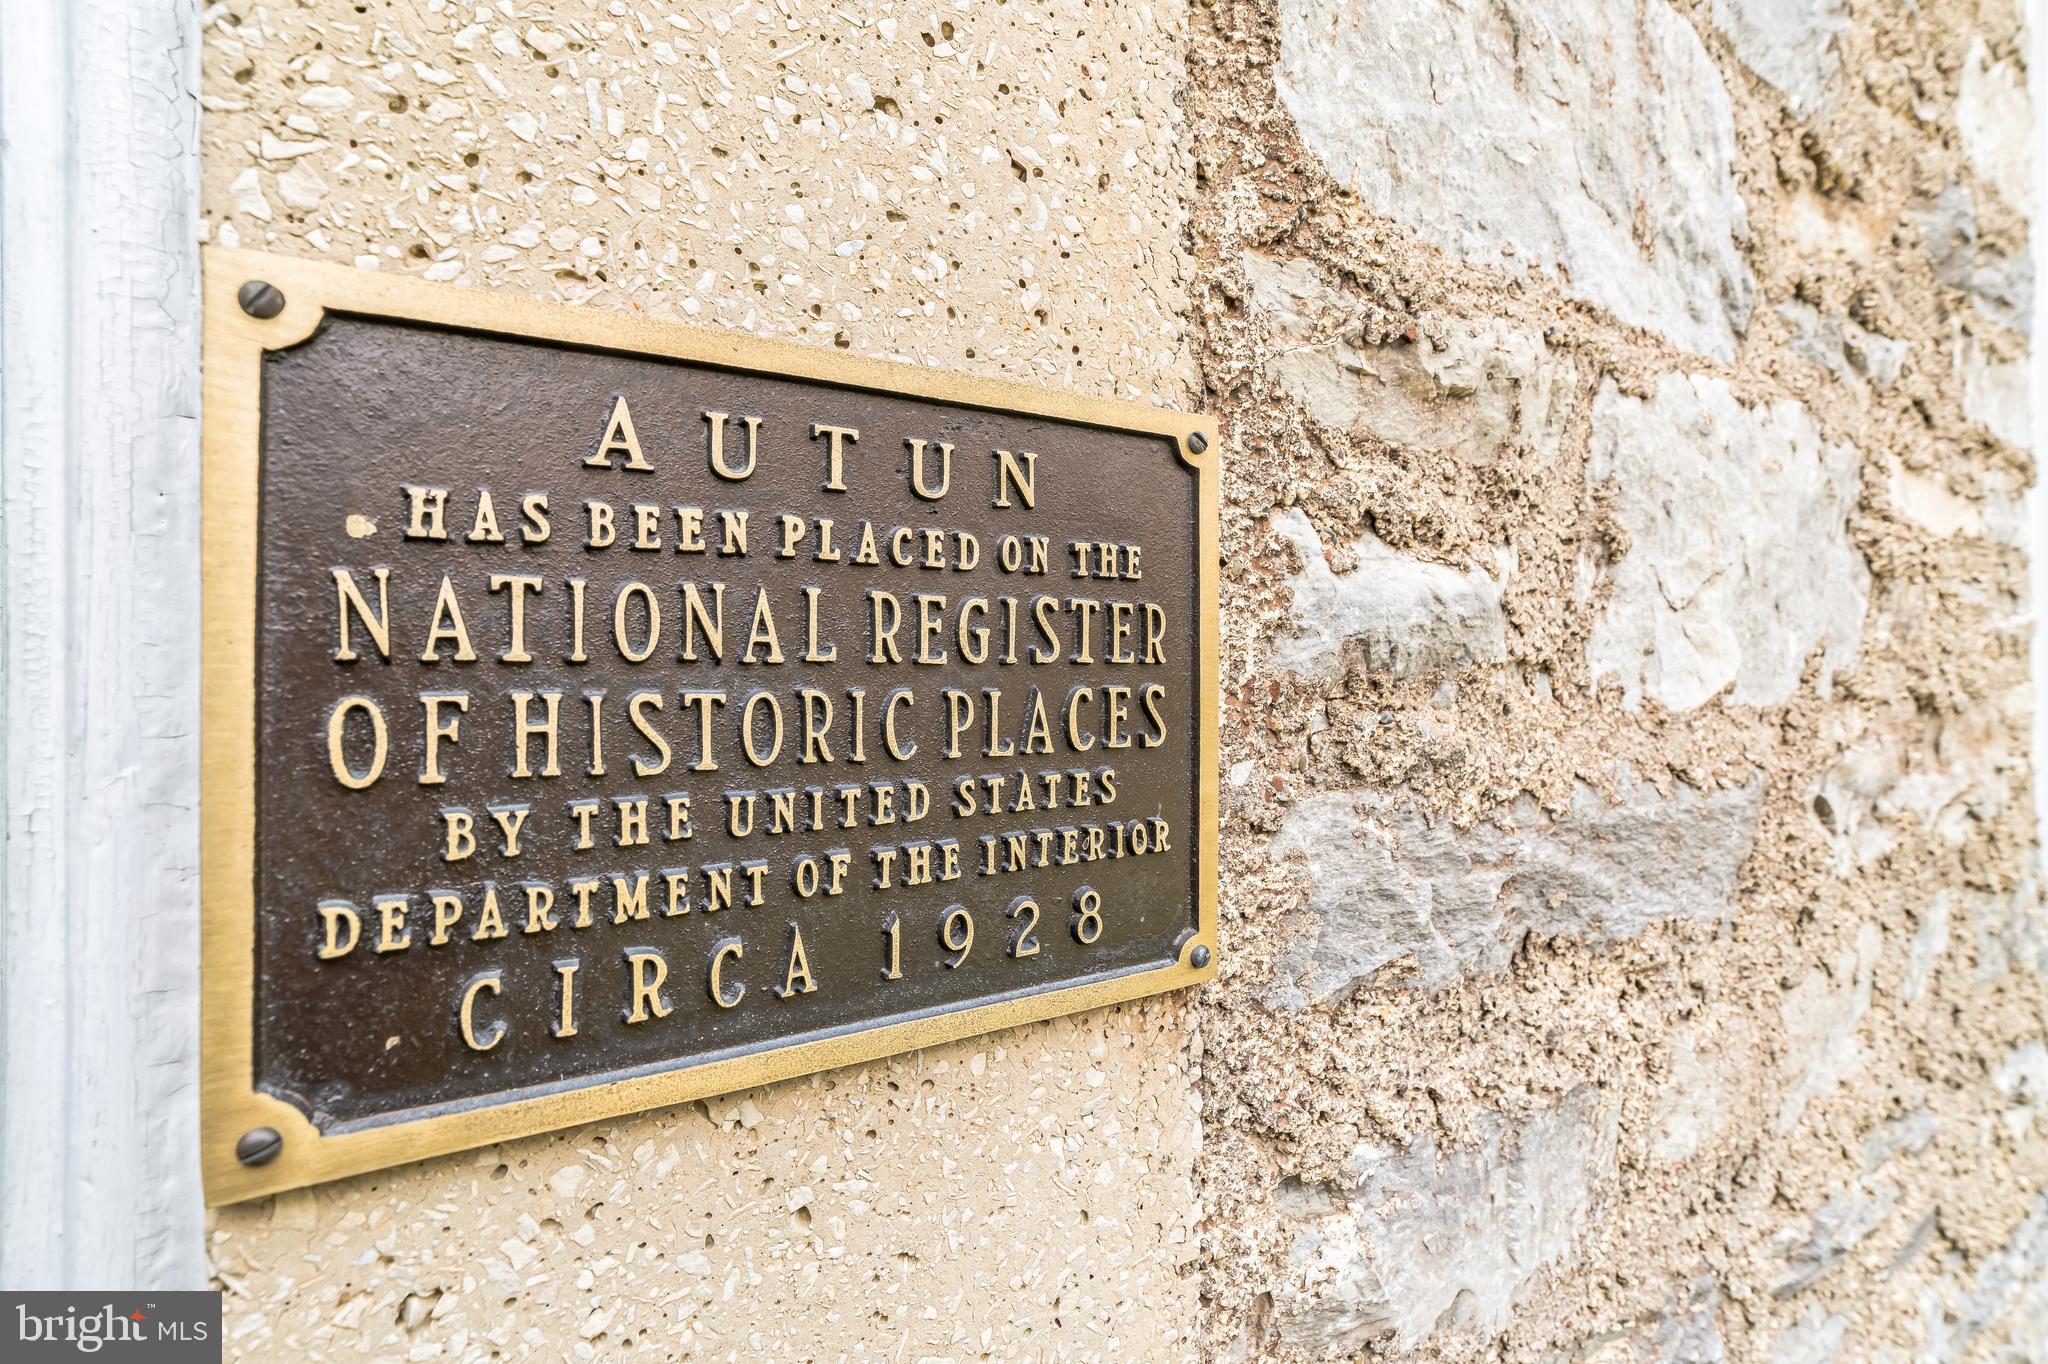 AUTUN
HAS BEEN PLACED ON THE
NATIONAL REGISTER
OF HISTORIC PLACES
BY THE UNITED STATES
DEPARTMENT OF THE INTERIOR
CIRCA 1928
bright™ MLS